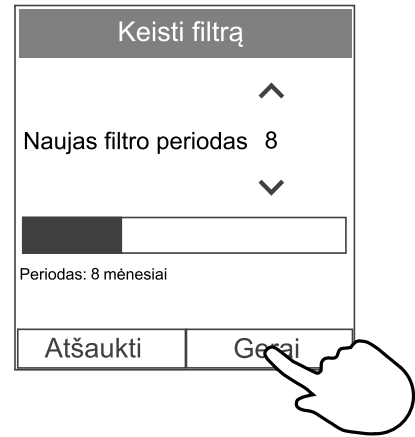 Keisti filtrą
Naujas filtro periodas 8
Periodas: 8 mėnesiai
Atšaukti Gerai